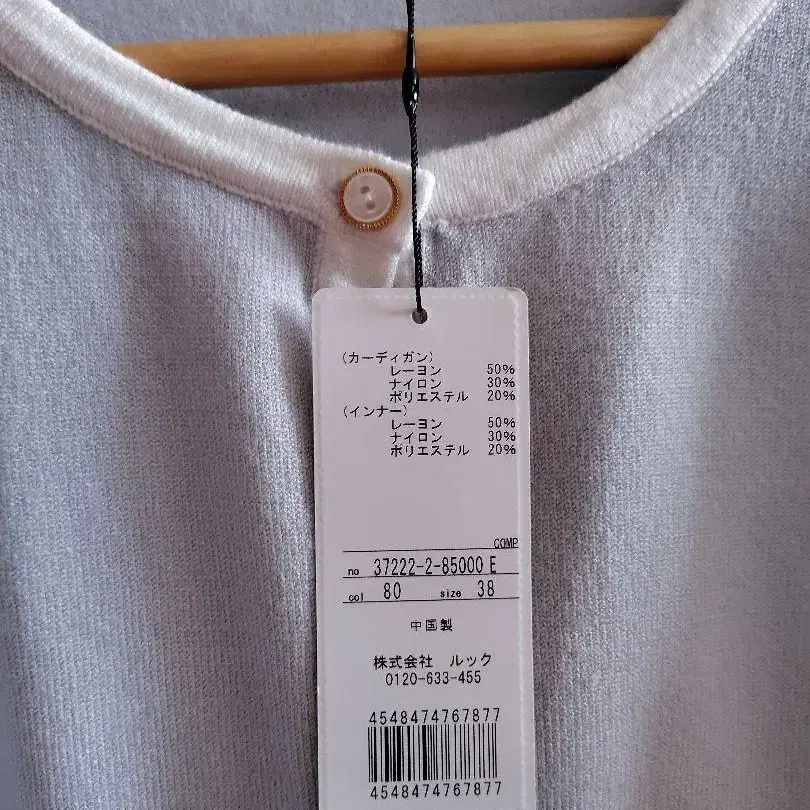 (カーディガン)
レーヨン 50%
ナイロン 30%
ポリエステル 20%
(インナー)
レーヨン 50%
ナイロン 30%
ポリエステル 20%
COMP
no 37222-2-85000 E
col 80 size 38
中国製
株式会社 ルック
0120-633-455
4548474767877
4548474767877